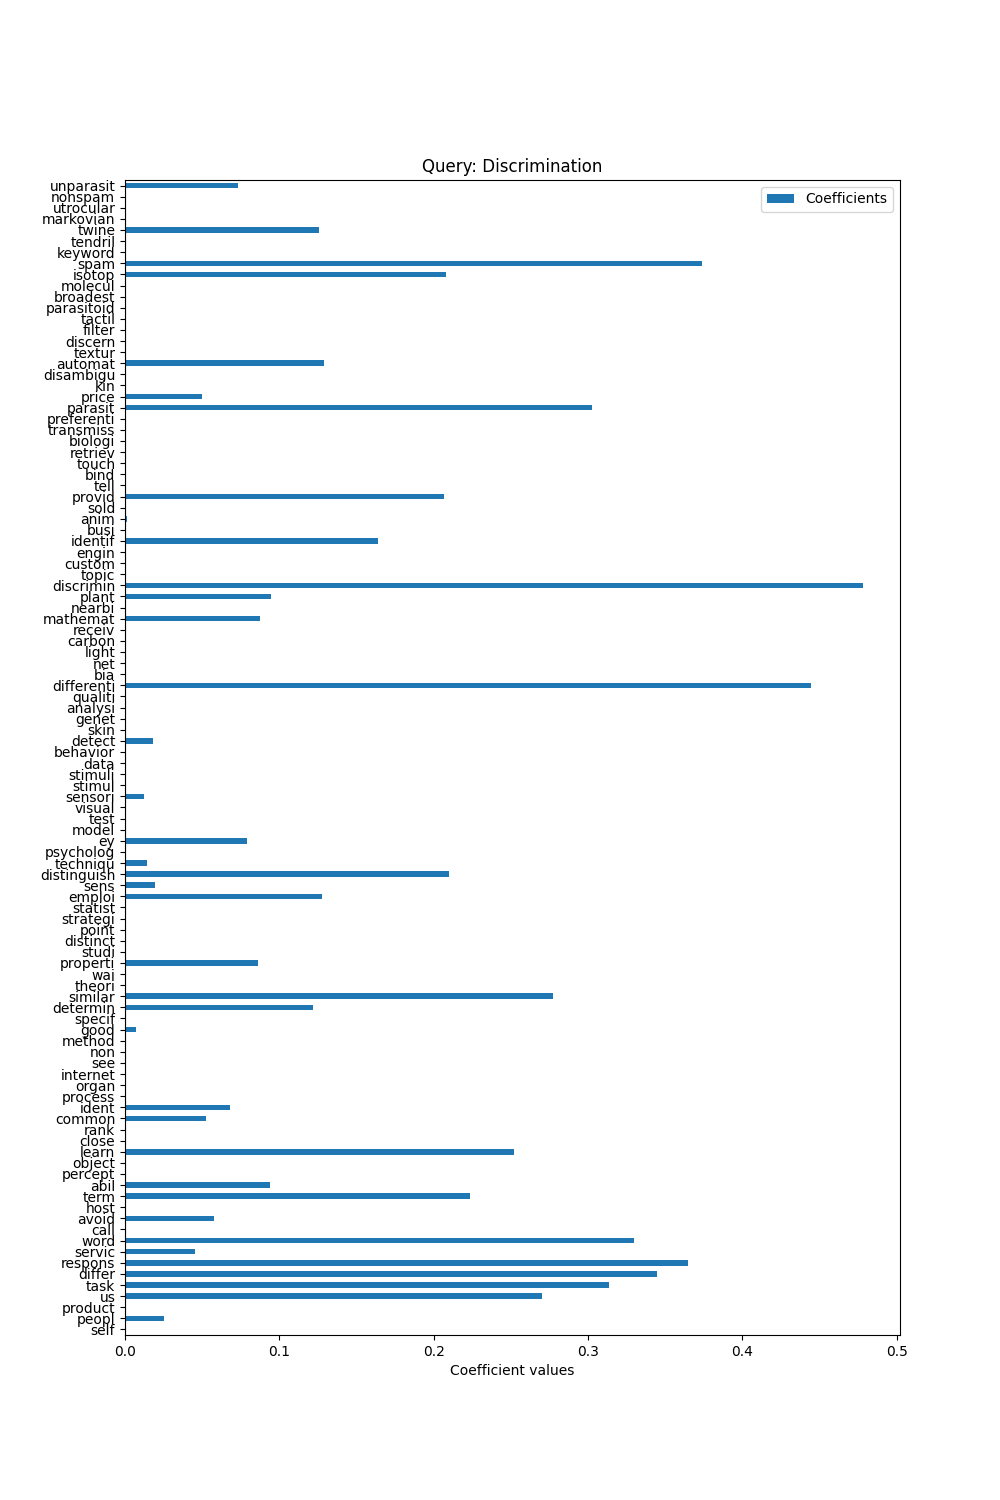 Query: Discrimination
Coefficients
unparasit
nonspam
utrocular
markovian
twine
tendril
keyword
spam
isotop
molecul
broadest
parasitoid
tactil
filter
discern
textur
automat
disambigu
kin
price
parasit
preferenti
transmiss
biologi
retriev
touch
bind
tell
provid
sold
anim
busi
identif
engin
custom
topic
discrimin
plant
nearbi
mathemat
receiv
carbon
light
net
bia
differenti
qualiti
analysi
genet
skin
detect
behavior
data
stimuli
stimul
sensori
visual
test
model
ey
psycholog
techniqu
distinguish
sens
emploi
statist
strategi
point
distinct
studi
properti
wai
theori
similar
determin
specif
good
method
non
see
internet
organ
process
ident
common
rank
close
learn
object
percept
abil
term
host
avoid
call
word
servic
respons
differ
task
us
product
peopl
self
0.0 0.1 0.2 0.3 0.4 0.5
Coefficient values